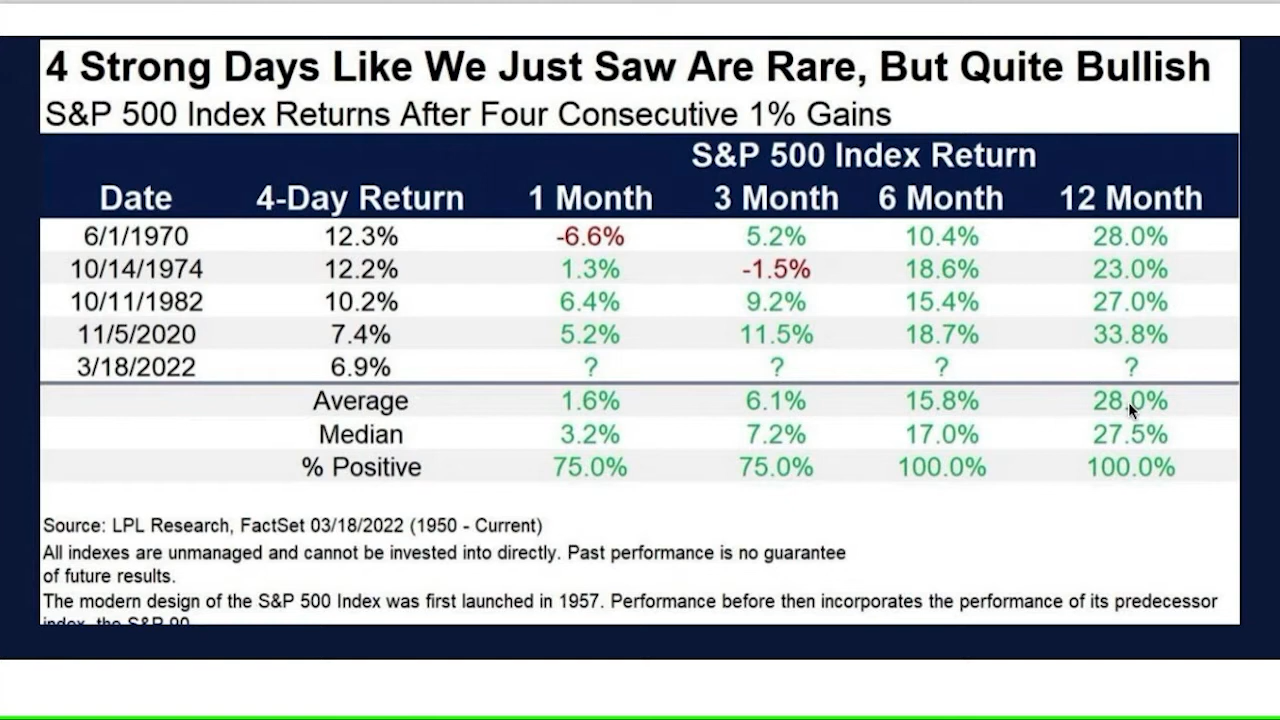 4 Strong Days Like We Just Saw Are Rare, But Quite Bullish
S&P 500 Index Returns After Four Consecutive 1% Gains
S&P 500 Index Return
Date 4-Day Return 1 Month 3 Month 6 Month 12 Month
6/1/1970 12.3% -6.6% 5.2% 10.4% 28.0%
10/14/1974 12.2% 1.3% -1.5% 18.6% 23.0%
10/11/1982 10.2% 6.4% 9.2% 15.4% 27.0%
11/5/2020 7.4% 5.2% 11.5% 18.7% 33.8%
3/18/2022 6.9% ? ? ? ?
Average 1.6% 6.1% 15.8% 28.0%
Median 3.2% 7.2% 17.0% 27.5%
% Positive 75.0% 75.0% 100.0% 100.0%
Source: LPL Research, FactSet 03/18/2022 (1950 - Current)
All indexes are unmanaged and cannot be invested into directly. Past performance is no guarantee
of future results.
The modern design of the S&P 500 Index was first launched in 1957. Performance before then incorporates the performance of its predecessor
index, the S&P 90